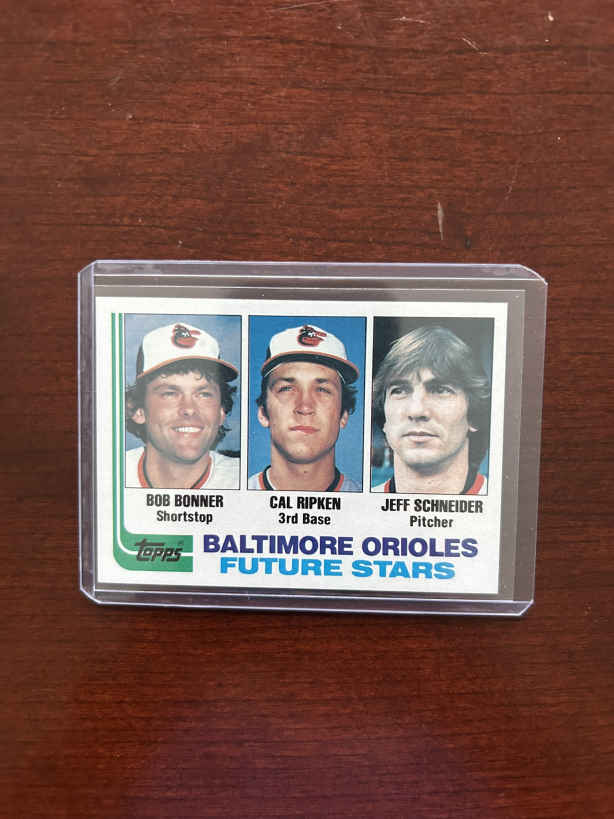 BOB BONNER
Shortstop
CAL RIPKEN
3rd Base
JEFF SCHNEIDER
Pitcher
TOPPS®
BALTIMORE ORIOLES
FUTURE STARS